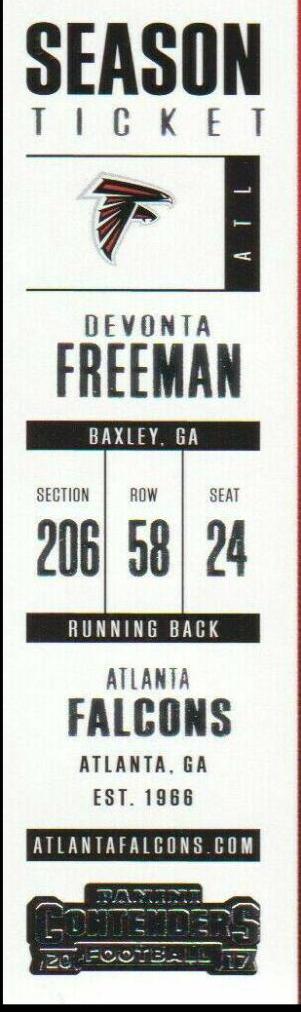 SEASON
TICKET
ATL
DEVONTA
FREEMAN
BAXLEY, GA
SECTION ROW SEAT
206 58 24
RUNNING BACK
ATLANTA
FALCONS
ATLANTA, GA
EST. 1966
ATLANTAFALCONS.COM
PANINI
CONTENDERS
20 FOOTBALL 17